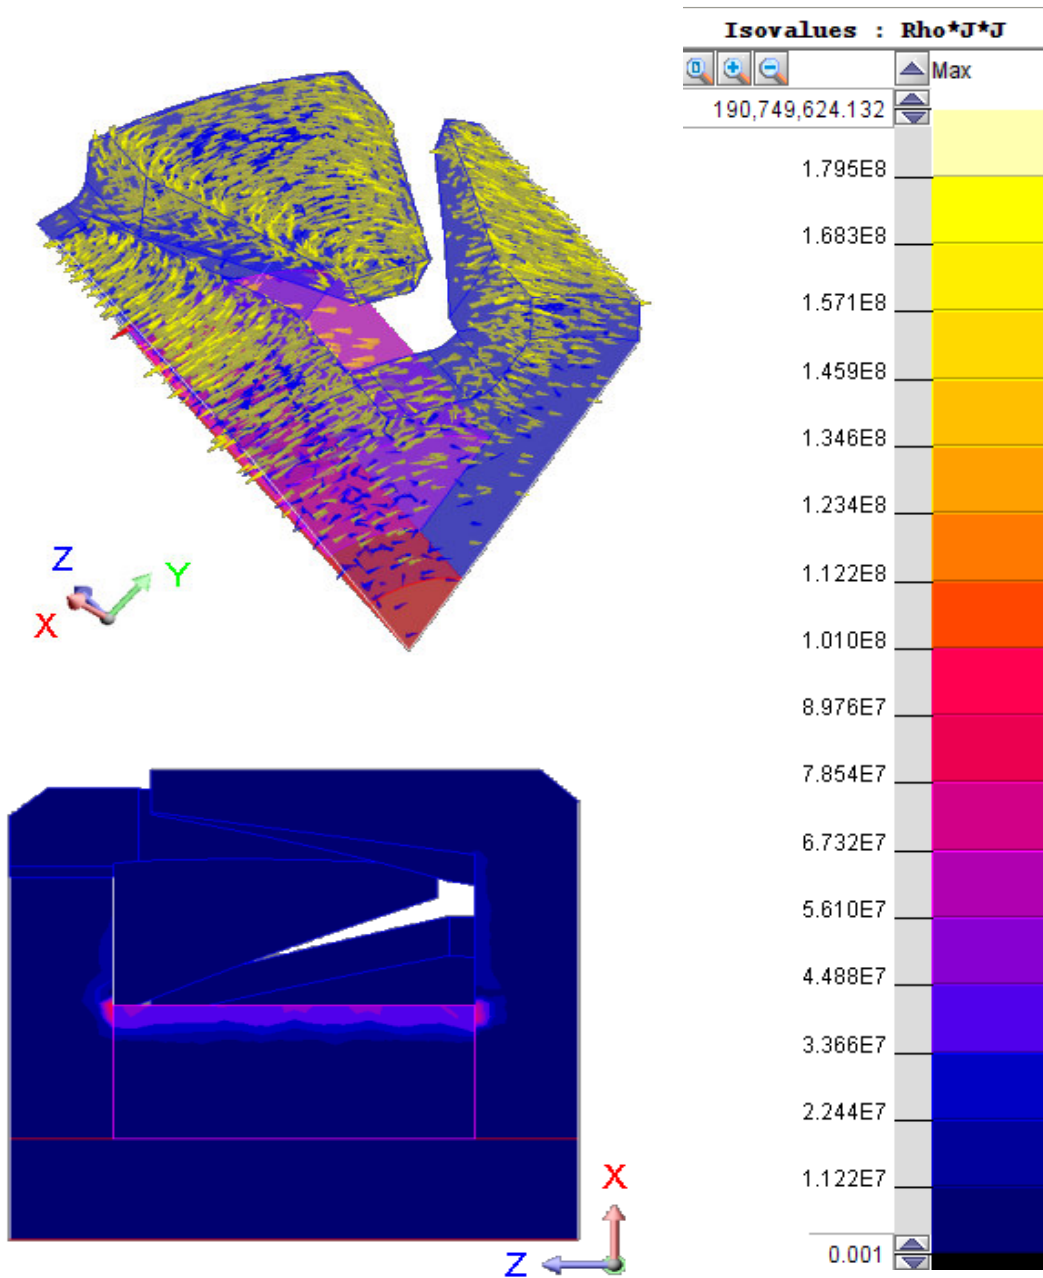 Isovalues : Rho*J*J
Max
190,749,624.132
1.795E8
1.683E8
1.571E8
1.459E8
1.346E8
1.234E8
1.122E8
1.010E8
8.976E7
7.854E7
6.732E7
5.610E7
4.488E7
3.366E7
2.244E7
1.122E7
0.001
Z
Y
X
X
Z